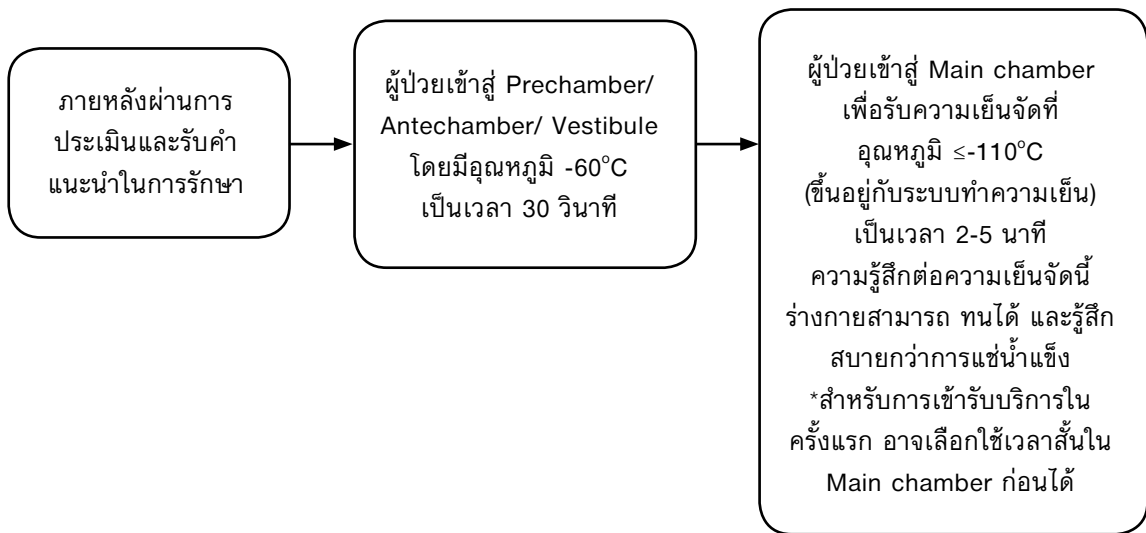 ภายหลังผ่านการ
ประเมินและรับคำ
แนะนำในการรักษา
ผู้ป่วยเข้าสู่ Prechamber/
Antechamber/ Vestibule
โดยมีอุณหภูมิ -60°C
เป็นเวลา 30 วินาที
ผู้ป่วยเข้าสู่ Main chamber
เพื่อรับความเย็นจัดที่
อุณหภูมิ ≤-110°C
(ขึ้นอยู่กับระบบทำความเย็น)
เป็นเวลา 2-5 นาที
ความรู้สึกต่อความเย็นจัดนี้
ร่างกายสามารถ ทนได้ และรู้สึก
สบายกว่าการแช่น้ำแข็ง
*สำหรับการเข้ารับบริการใน
ครั้งแรก อาจเลือกใช้เวลาสั้นใน
Main chamber ก่อนได้